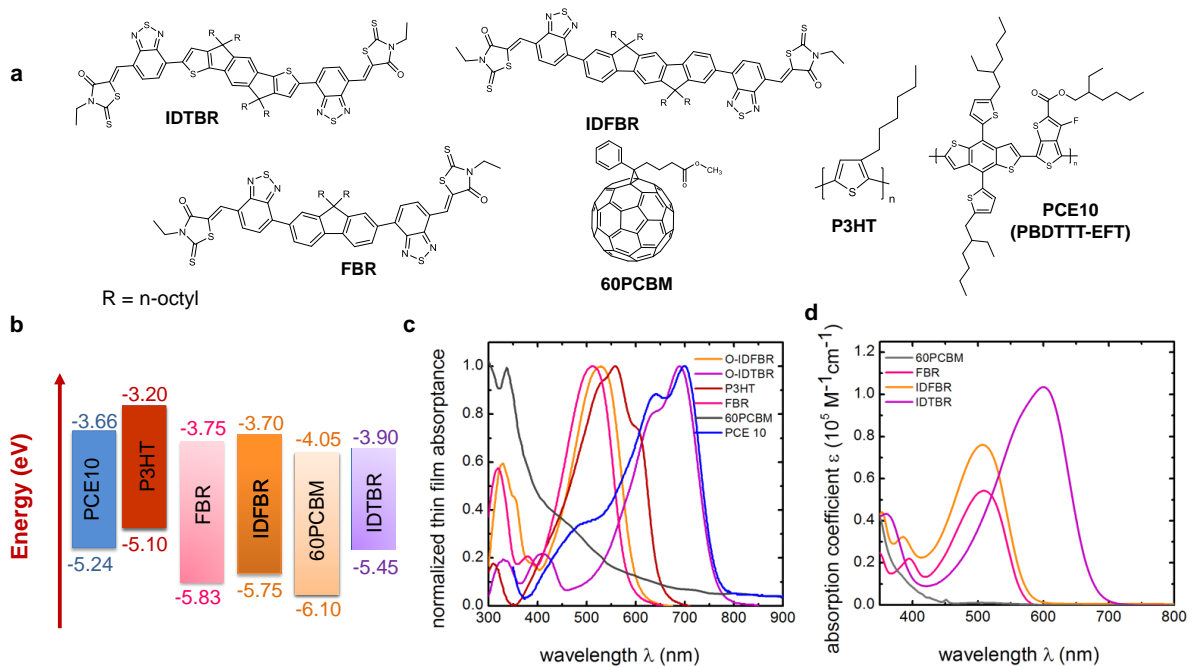 a
N S N
O
S
N
S
S
S
R R
R R
N S N
S
S
N
O
IDTBR
N S N
O
N
S
S
R R
R R
N S N
S
S
N
O
IDFBR
N S N
O
N
S
S
R R
N S N
S
S
N
O
FBR
R = n-octyl
O
O
CH₃
60PCBM
[ ]
S
n
P3HT
S
S
S
S
O
O
F
S
S
n
PCE10
(PBDTTT-EFT)
b
Energy (eV)
-3.66
PCE10
-5.24
-3.20
P3HT
-5.10
-3.75
FBR
-5.83
-3.70
IDFBR
-5.75
-4.05
60PCBM
-6.10
-3.90
IDTBR
-5.45
c
normalized thin film absorptance
1.0
0.8
0.6
0.4
0.2
0.0
300 400 500 600 700 800 900
wavelength λ (nm)
O-IDFBR
O-IDTBR
P3HT
FBR
60PCBM
PCE 10
d
absorption coefficient ε (10⁵ M⁻¹cm⁻¹)
1.2
1.0
0.8
0.6
0.4
0.2
0.0
400 500 600 700 800
wavelength λ (nm)
60PCBM
FBR
IDFBR
IDTBR